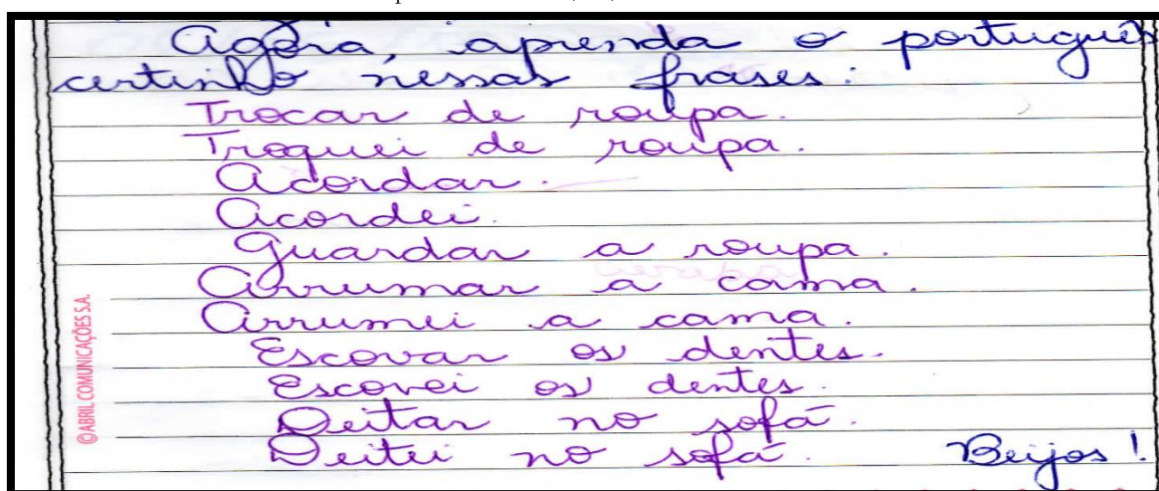 Agora, aprenda o português
certinho nessas frases:
Trocar de roupa.
Troquei de roupa.
Acordar.
Acordei.
Guardar a roupa.
Arrumar a cama.
Arrumei a cama.
Escovar os dentes.
Escovei os dentes.
Deitar no sofá.
Deitei no sofá. Beijos!
©ABRIL COMUNICAÇÕES S.A.